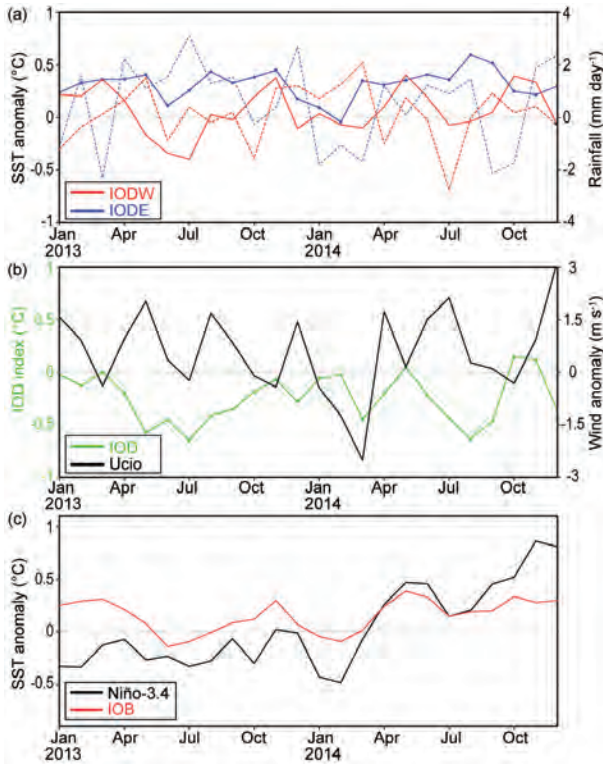 (a)
SST anomaly (°C)
1
0.5
0
-0.5
-1
4
2
0
-2
-4
Rainfall (mm day⁻¹)
IODW
IODE
Jan Apr Jul Oct Jan Apr Jul Oct
2013 2014
(b)
IOD index (°C)
1
0.5
0
-0.5
-1
3
1.5
0
-1.5
-3
Wind anomaly (m s⁻¹)
IOD
Ucio
Jan Apr Jul Oct Jan Apr Jul Oct
2013 2014
(c)
SST anomaly (°C)
1
0.5
0
-0.5
Niño-3.4
IOB
Jan Apr Jul Oct Jan Apr Jul Oct
2013 2014